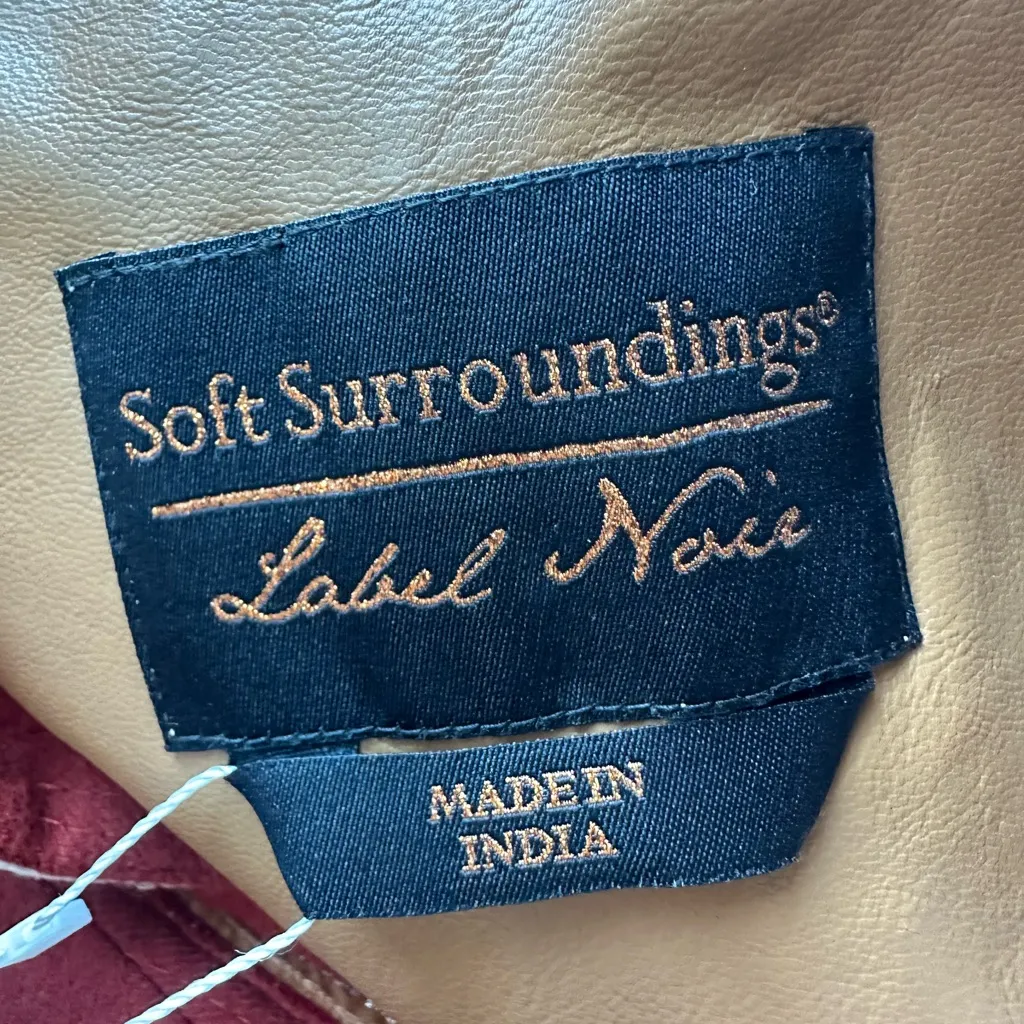 Soft Surroundings®
Label Noir
MADE IN
INDIA